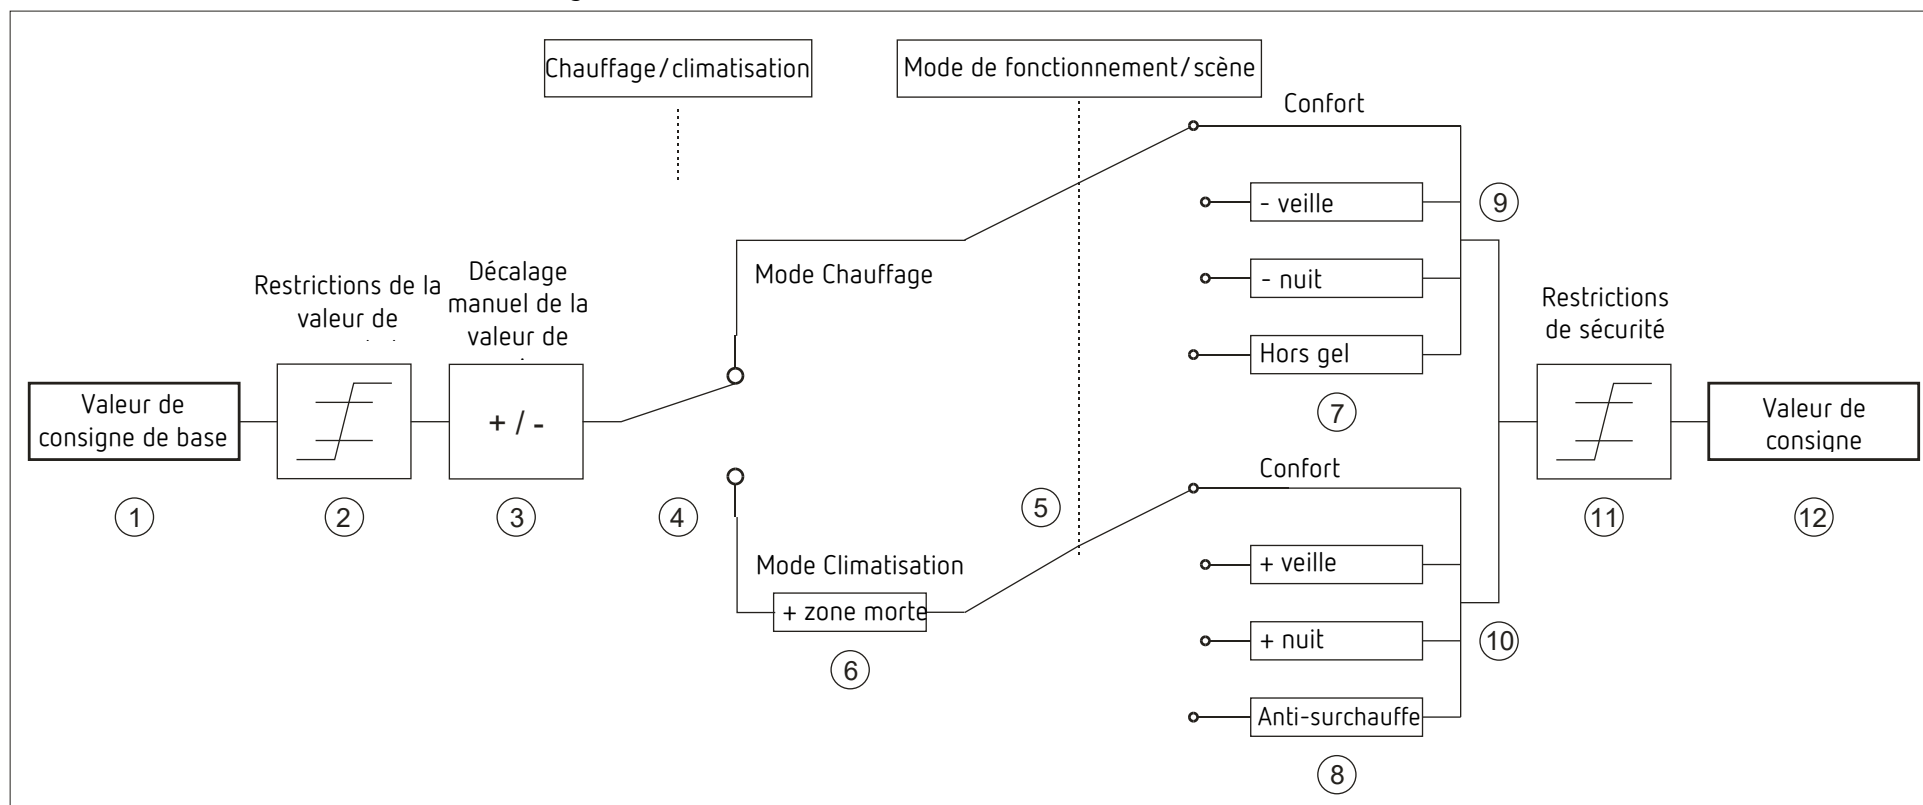 Chauffage/climatisation
Mode de fonctionnement/scène
Confort
- veille
9
Mode Chauffage
- nuit
Restrictions de la
valeur de
Décalage
manuel de la
valeur de
Hors gel
7
Restrictions
de sécurité
Valeur de
consigne de base
+ / -
Valeur de
consigne
1
2
3
4
5
11
12
Confort
Mode Climatisation
+ zone morte
6
+ veille
+ nuit
10
Anti-surchauffe
8